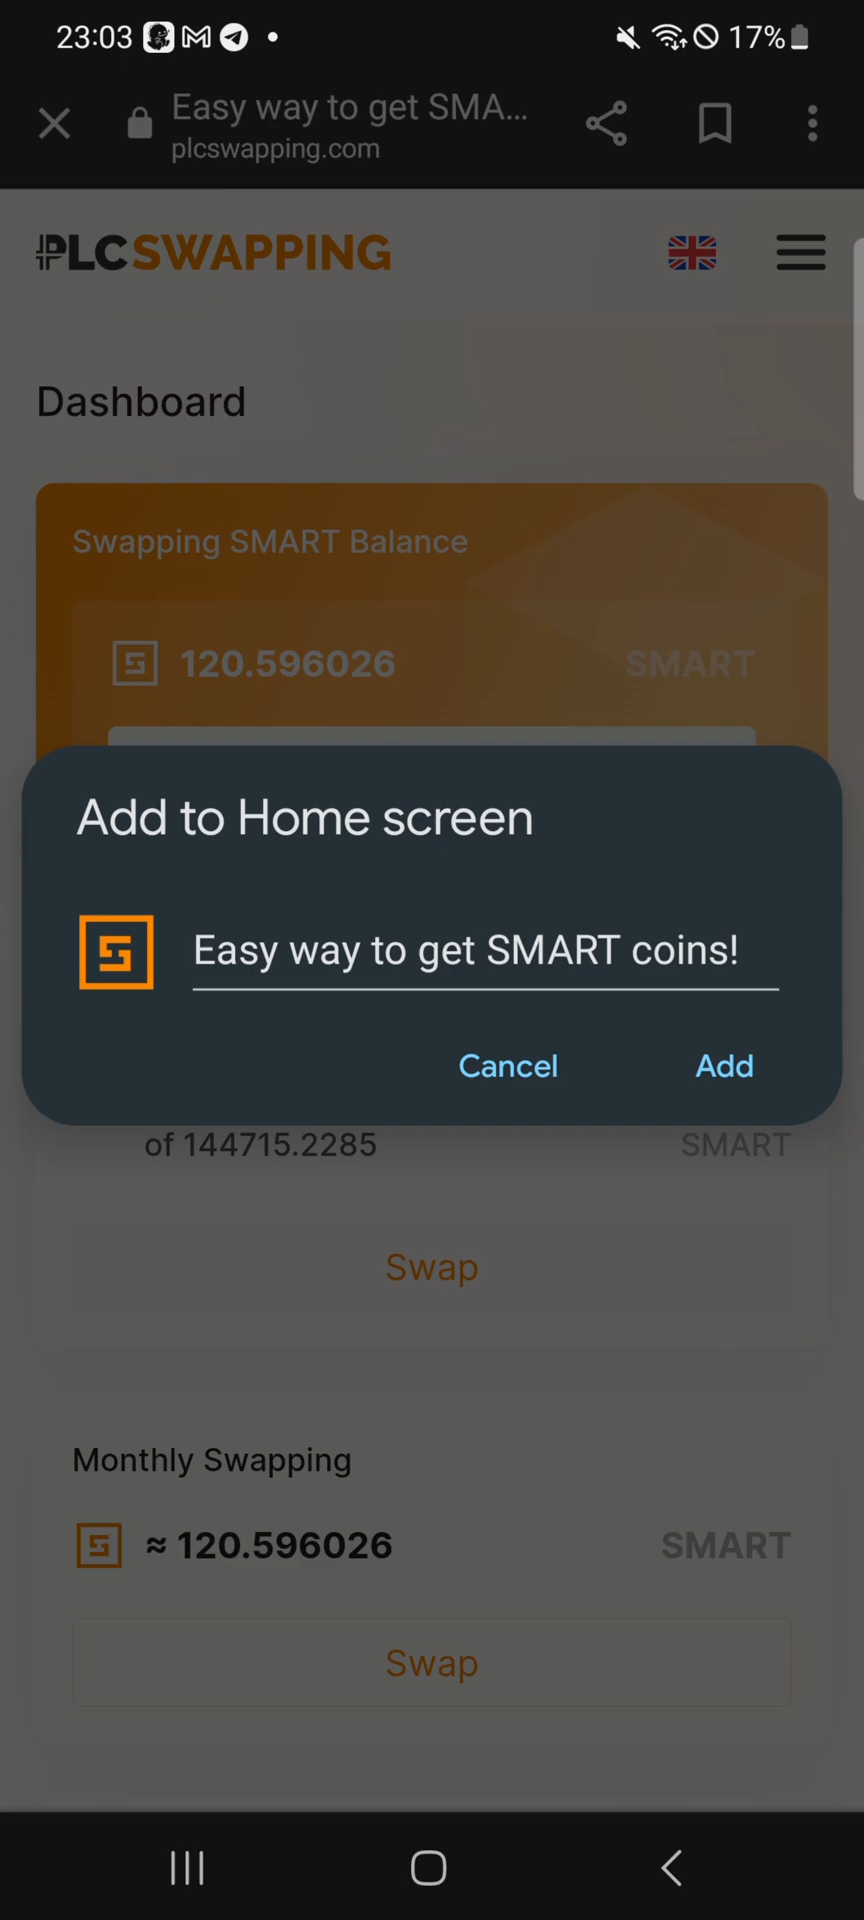 23:03
17%
Easy way to get SMA...
plcswapping.com
PLCSWAPPING
Dashboard
Swapping SMART Balance
120.596026 SMART
Add to Home screen
Easy way to get SMART coins!
Cancel Add
of 144715.2285 SMART
Swap
Monthly Swapping
≈ 120.596026 SMART
Swap